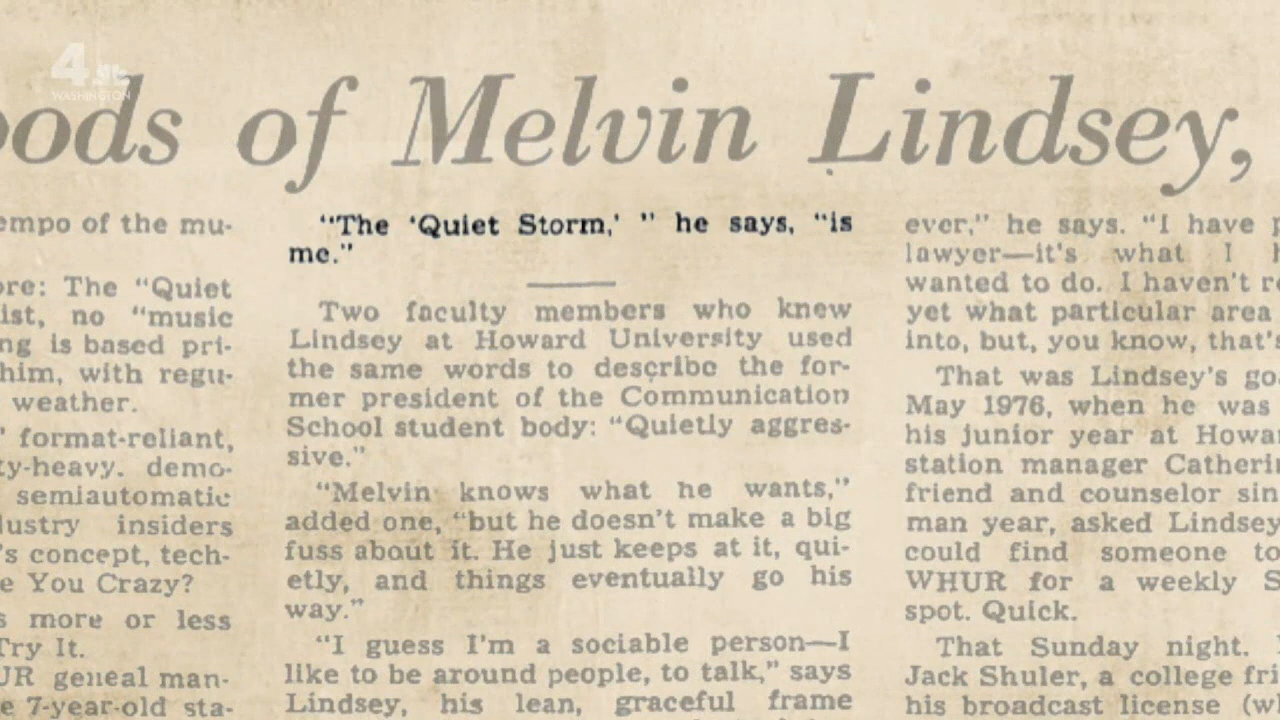 4
WASHINGTON
oods of Melvin Lindsey,
empo of the mu-
ore: The “Quiet
ist, no “music
ng is based pri-
him, with regu-
weather.
” format-reliant,
ty-heavy. demo-
semiautomatic
dustry insiders
’s concept, tech-
e You Crazy?
s more or less
Try It.
UR geneal man-
e 7-year-old sta-
“The ‘Quiet Storm,’ ” he says, “is
me.”
Two faculty members who knew
Lindsey at Howard University used
the same words to describe the for-
mer president of the Communication
School student body: “Quietly aggres-
sive.”
“Melvin knows what he wants,”
added one, “but he doesn’t make a big
fuss about it. He just keeps at it, qui-
etly, and things eventually go his
way.”
“I guess I’m a sociable person—I
like to be around people, to talk,” says
Lindsey, his lean, graceful frame
ever,” he says. “I have p
lawyer—it’s what I h
wanted to do. I haven’t re
yet what particular area
into, but, you know, that’s
That was Lindsey’s goa
May 1976, when he was
his junior year at Howar
station manager Catherin
friend and counselor sin
man year, asked Lindsey
could find someone to
WHUR for a weekly S
spot. Quick.
That Sunday night. I
Jack Shuler, a college fri
his broadcast license (wh